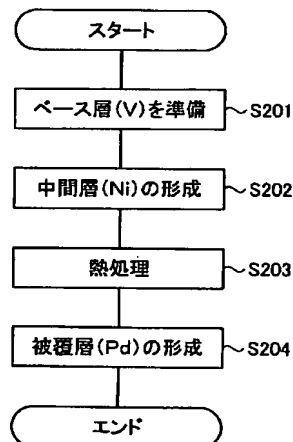 スタート
ベース層(V)を準備 S201
中間層(Ni)の形成 S202
熱処理 S203
被覆層(Pd)の形成 S204
エンド